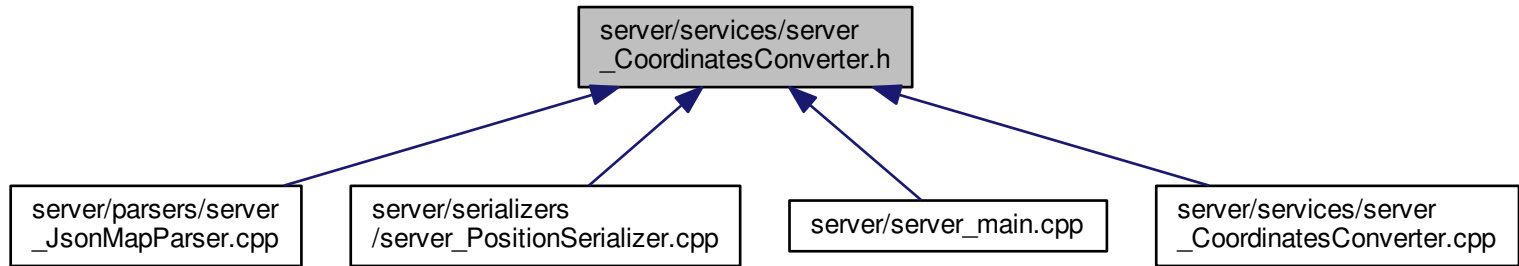 server/services/server
_CoordinatesConverter.h
server/parsers/server
_JsonMapParser.cpp
server/serializers
/server_PositionSerializer.cpp
server/server_main.cpp
server/services/server
_CoordinatesConverter.cpp